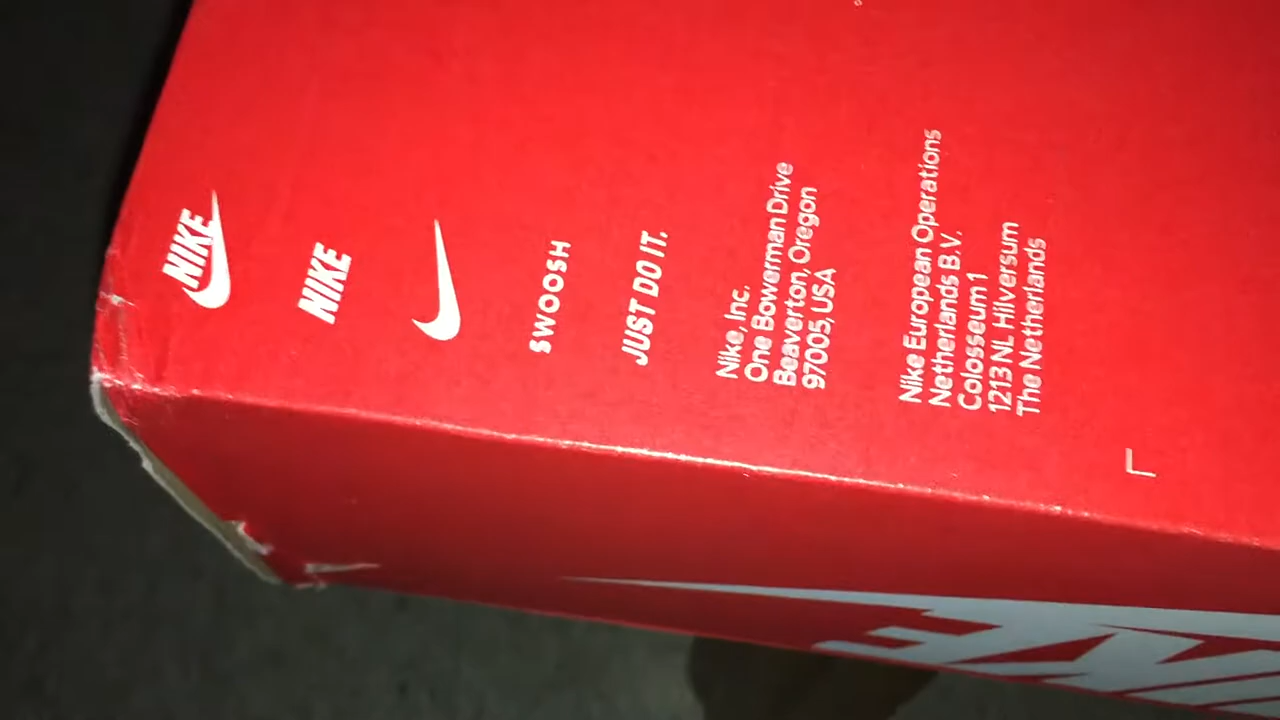 NIKE
NIKE
SWOOSH
JUST DO IT.
Nike, Inc.
One Bowerman Drive
Beaverton, Oregon
97005, USA
Nike European Operations
Netherlands B.V.
Colosseum 1
1213 NL Hilversum
The Netherlands
NIKE